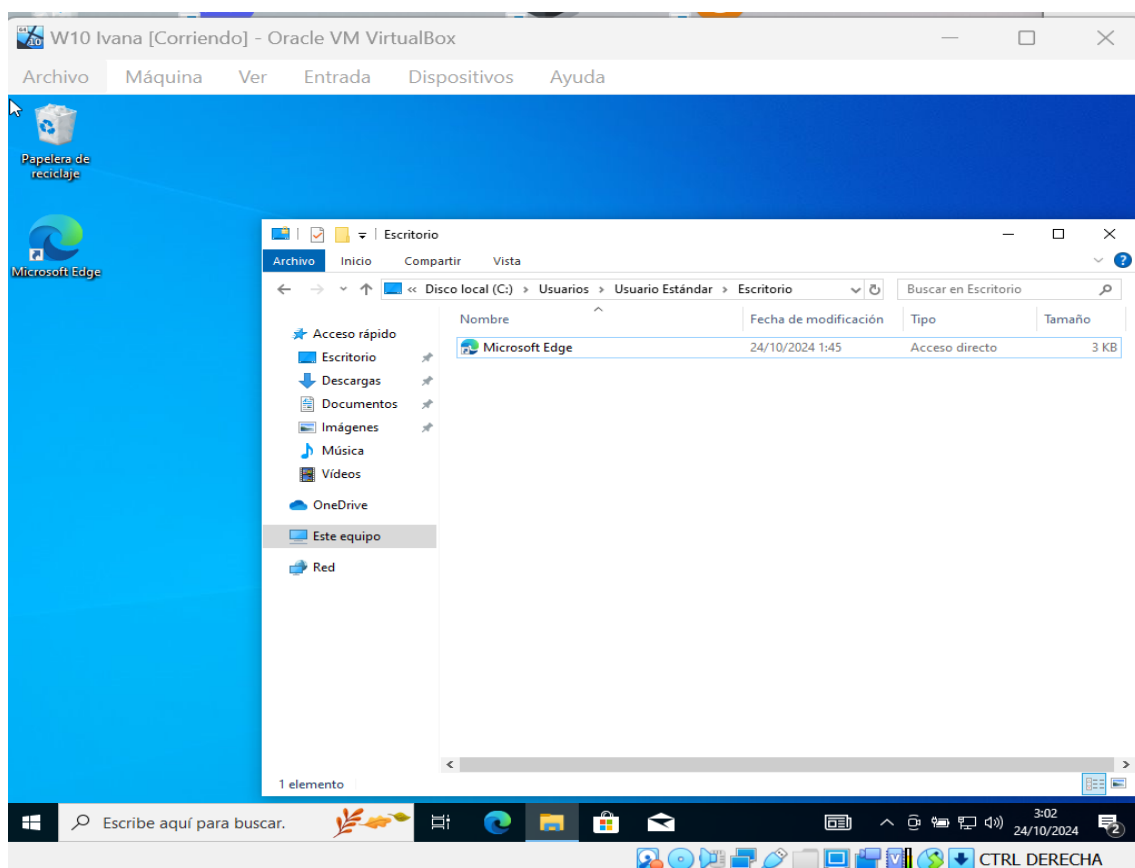 W10 Ivana [Corriendo] - Oracle VM VirtualBox
Archivo Máquina Ver Entrada Dispositivos Ayuda
Papelera de
reciclaje
Microsoft Edge
Escritorio
Archivo Inicio Compartir Vista
« Disco local (C:) > Usuarios > Usuario Estándar > Escritorio Buscar en Escritorio
Nombre Fecha de modificación Tipo Tamaño
Microsoft Edge 24/10/2024 1:45 Acceso directo 3 KB
Acceso rápido
Escritorio
Descargas
Documentos
Imágenes
Música
Vídeos
OneDrive
Este equipo
Red
1 elemento
Escribe aquí para buscar.
3:02
24/10/2024
2
CTRL DERECHA